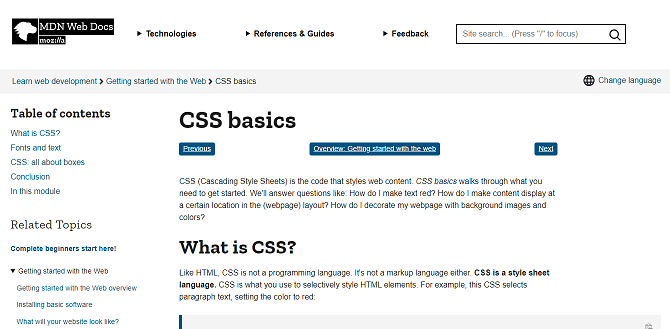 MDN Web Docs
mozilla
Technologies
References & Guides
Feedback
Site search... (Press "/" to focus)
Learn web development > Getting started with the Web > CSS basics
Change language
Table of contents
What is CSS?
Fonts and text
CSS: all about boxes
Conclusion
In this module
Related Topics
Complete beginners start here!
Getting started with the Web
Getting started with the Web overview
Installing basic software
What will your website look like?
CSS basics
Previous
Overview: Getting started with the web
Next
CSS (Cascading Style Sheets) is the code that styles web content. CSS basics walks through what you
need to get started. We'll answer questions like: How do I make text red? How do I make content display at
a certain location in the (webpage) layout? How do I decorate my webpage with background images and
colors?
What is CSS?
Like HTML, CSS is not a programming language. It's not a markup language either. CSS is a style sheet
language. CSS is what you use to selectively style HTML elements. For example, this CSS selects
paragraph text, setting the color to red: